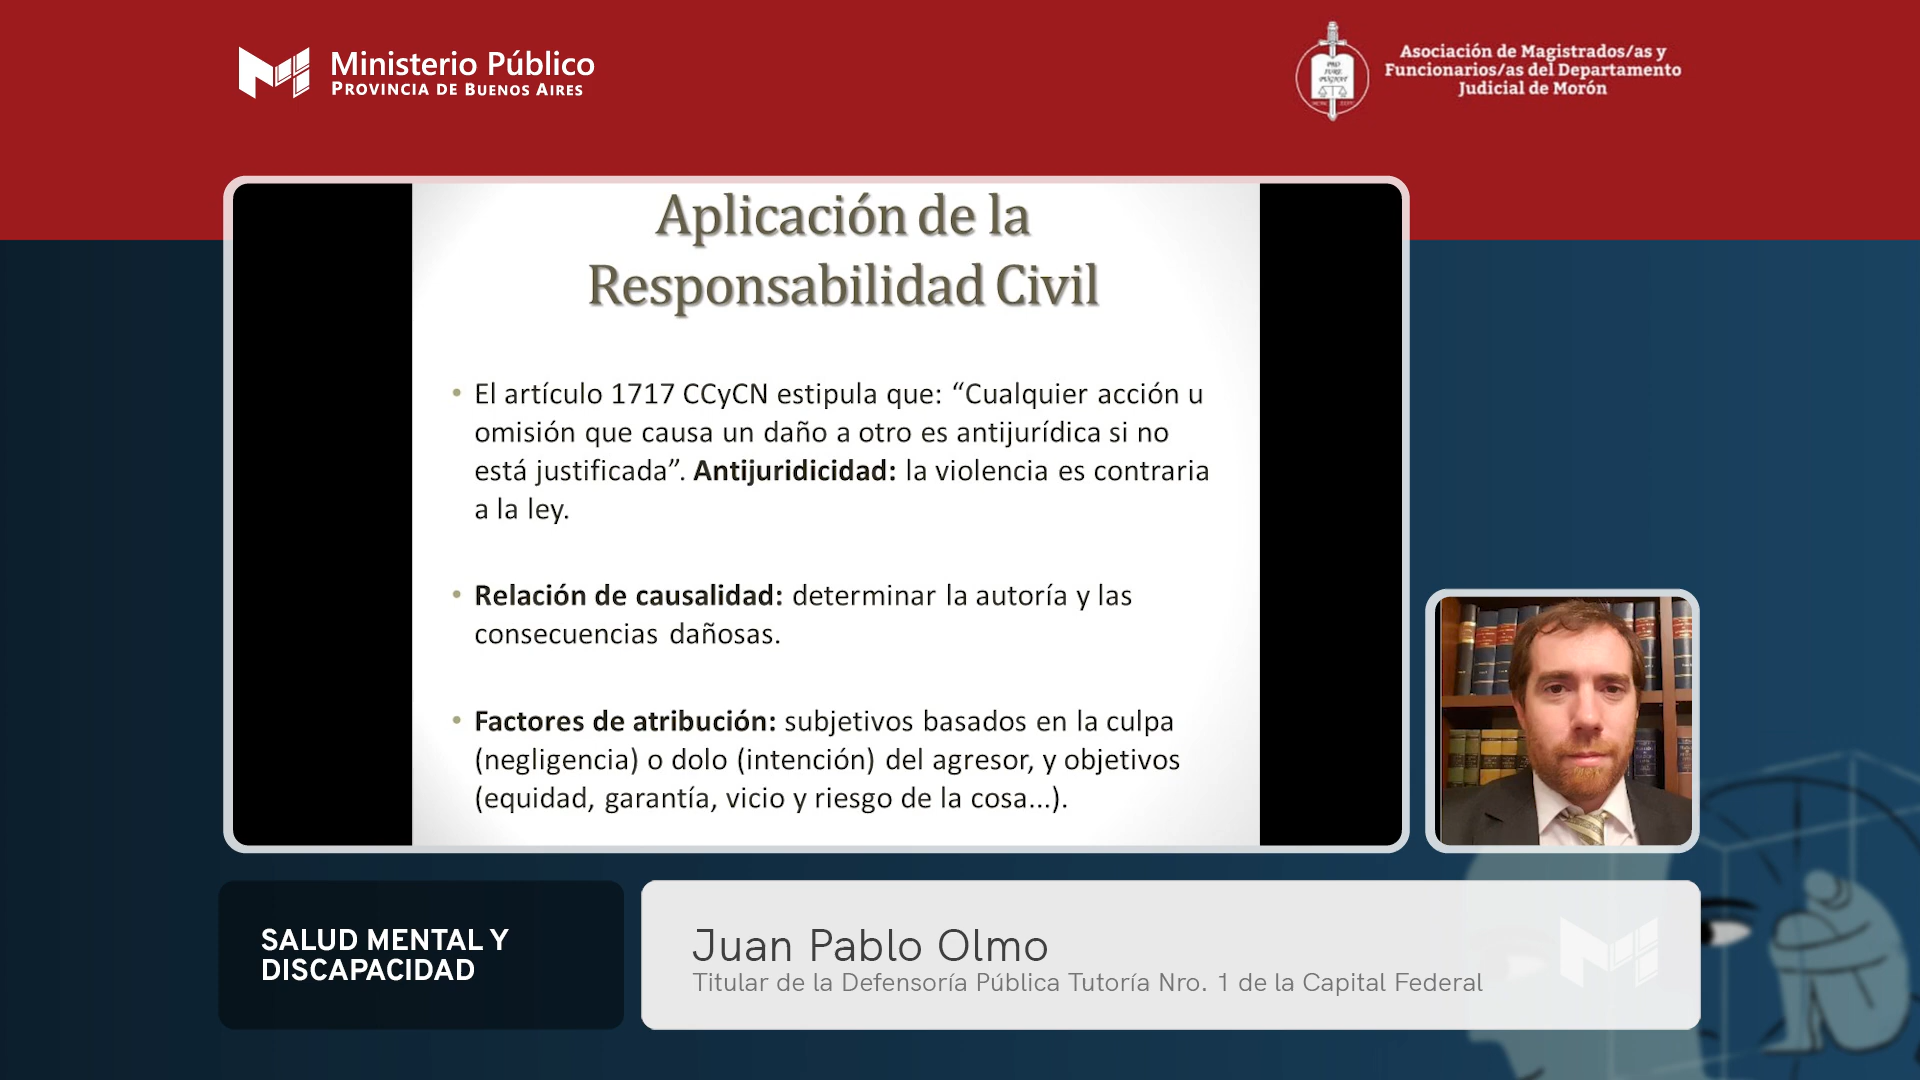 Ministerio Público
PROVINCIA DE BUENOS AIRES
Asociación de Magistrados/as y
Funcionarios/as del Departamento
Judicial de Morón
Aplicación de la
Responsabilidad Civil
• El artículo 1717 CCyCN estipula que: “Cualquier acción u
omisión que causa un daño a otro es antijurídica si no
está justificada”. Antijuridicidad: la violencia es contraria
a la ley.
• Relación de causalidad: determinar la autoría y las
consecuencias dañosas.
• Factores de atribución: subjetivos basados en la culpa
(negligencia) o dolo (intención) del agresor, y objetivos
(equidad, garantía, vicio y riesgo de la cosa...).
SALUD MENTAL Y
DISCAPACIDAD
Juan Pablo Olmo
Titular de la Defensoría Pública Tutoría Nro. 1 de la Capital Federal